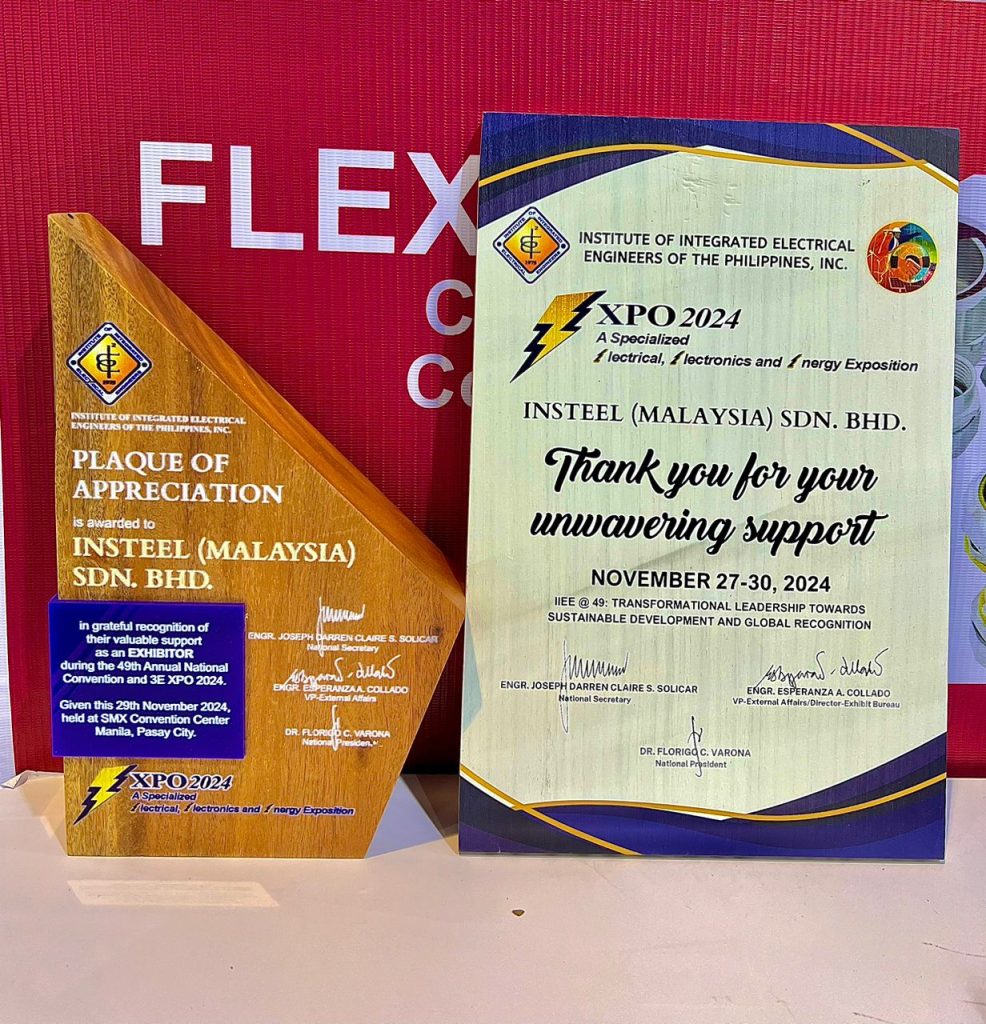 FLEX
C
Co
INSTITUTE OF INTEGRATED ELECTRICAL
ENGINEERS OF THE PHILIPPINES, INC.
PLAQUE OF
APPRECIATION
is awarded to
INSTEEL (MALAYSIA)
SDN. BHD.
in grateful recognition of
their valuable support
as an EXHIBITOR
during the 49th Annual National
Convention and 3E XPO 2024.
Given this 29th November 2024,
held at SMX Convention Center
Manila, Pasay City.
ENGR. JOSEPH DARREN CLAIRE S. SOLICAR
National Secretary
ENGR. ESPERANZA A. COLLADO
VP-External Affairs
DR. FLORIGO C. VARONA
National President
XPO 2024
A Specialized
Electrical, Electronics and Energy Exposition
INSTITUTE OF INTEGRATED ELECTRICAL
ENGINEERS OF THE PHILIPPINES, INC.
XPO 2024
A Specialized
Electrical, Electronics and Energy Exposition
INSTEEL (MALAYSIA) SDN. BHD.
Thank you for your
unwavering support
NOVEMBER 27-30, 2024
IIEE @ 49: TRANSFORMATIONAL LEADERSHIP TOWARDS
SUSTAINABLE DEVELOPMENT AND GLOBAL RECOGNITION
ENGR. JOSEPH DARREN CLAIRE S. SOLICAR
National Secretary
ENGR. ESPERANZA A. COLLADO
VP-External Affairs/Director-Exhibit Bureau
DR. FLORIGO C. VARONA
National President